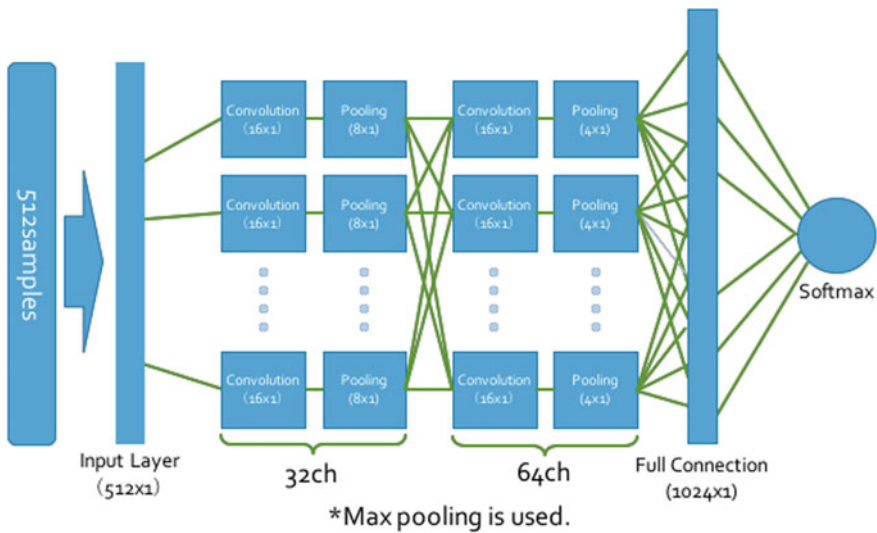 512samples
Input Layer
(512x1)
Convolution
(16x1)
Pooling
(8x1)
Convolution
(16x1)
Pooling
(4x1)
Convolution
(16x1)
Pooling
(8x1)
Convolution
(16x1)
Pooling
(4x1)
Convolution
(16x1)
Pooling
(8x1)
Convolution
(16x1)
Pooling
(4x1)
32ch
64ch
Full Connection
(1024x1)
Softmax
*Max pooling is used.